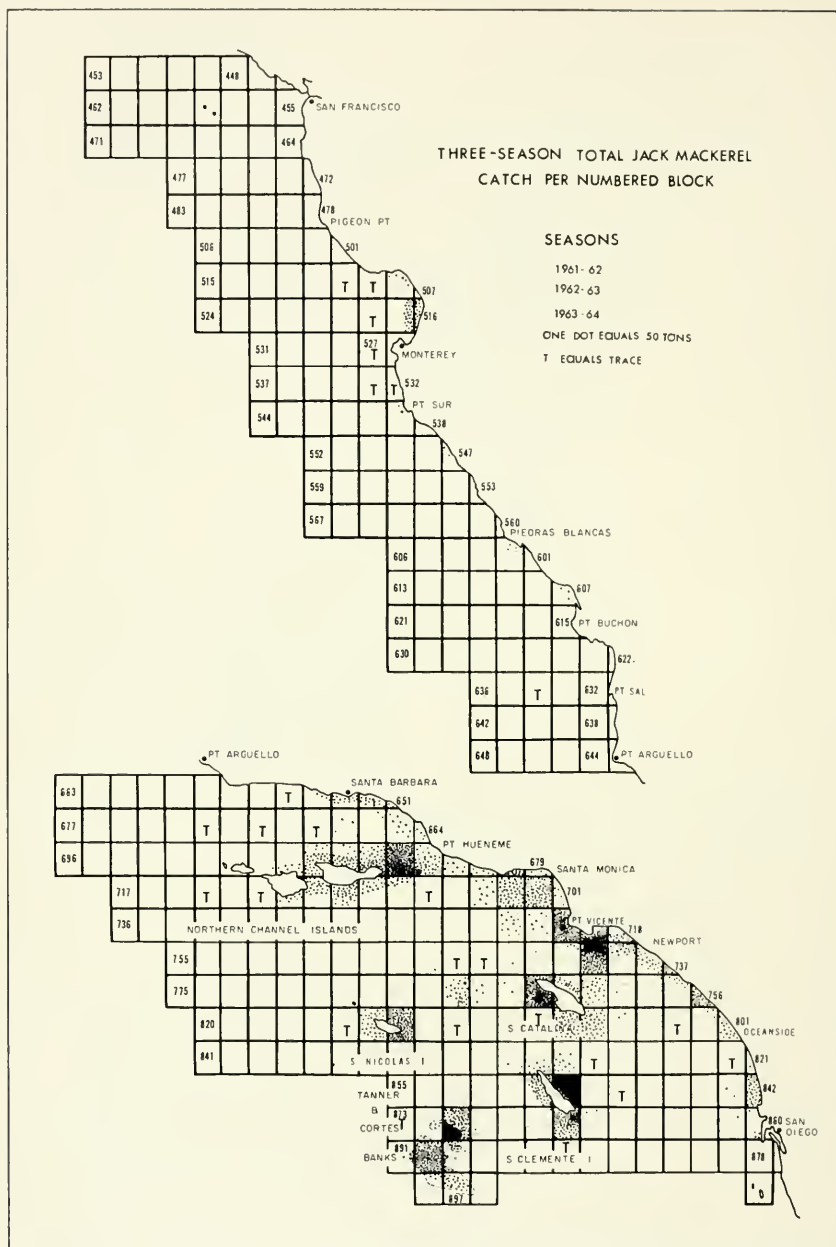 453 448
462 455 SAN FRANCISCO
471 464
THREE-SEASON TOTAL JACK MACKEREL
CATCH PER NUMBERED BLOCK
477 472
483 478
PIGEON PT
SEASONS
1961-62
1962-63
1963-64
ONE DOT EQUALS 50 TONS
T EQUALS TRACE
506 501
515 T T 507
524 T 516
531 527 T MONTEREY
537 T T 532
544 PT SUR
538
552 547
559 553
567 560
PIEDRAS BLANCAS
606 601
613 607
621 615 PT BUCHON
630 622
636 T 632 PT SAL
642 638
648 644 PT ARGUELLO
PT ARGUELLO
SANTA BARBARA
663 T 651
677 T T T 664
PT HUENEME
696 679
SANTA MONICA
717 T T T 701
PT VICENTE
736 NORTHERN CHANNEL ISLANDS 718
NEWPORT
755 T T 737
775 756
820 T T S CATALINA T T 801 OCEANSIDE
841 S NICOLAS I T T 821
855 T 842
TANNER
&
873
CORTES 860 SAN DIEGO
891 T
BANKS S CLEMENTE I 878
897